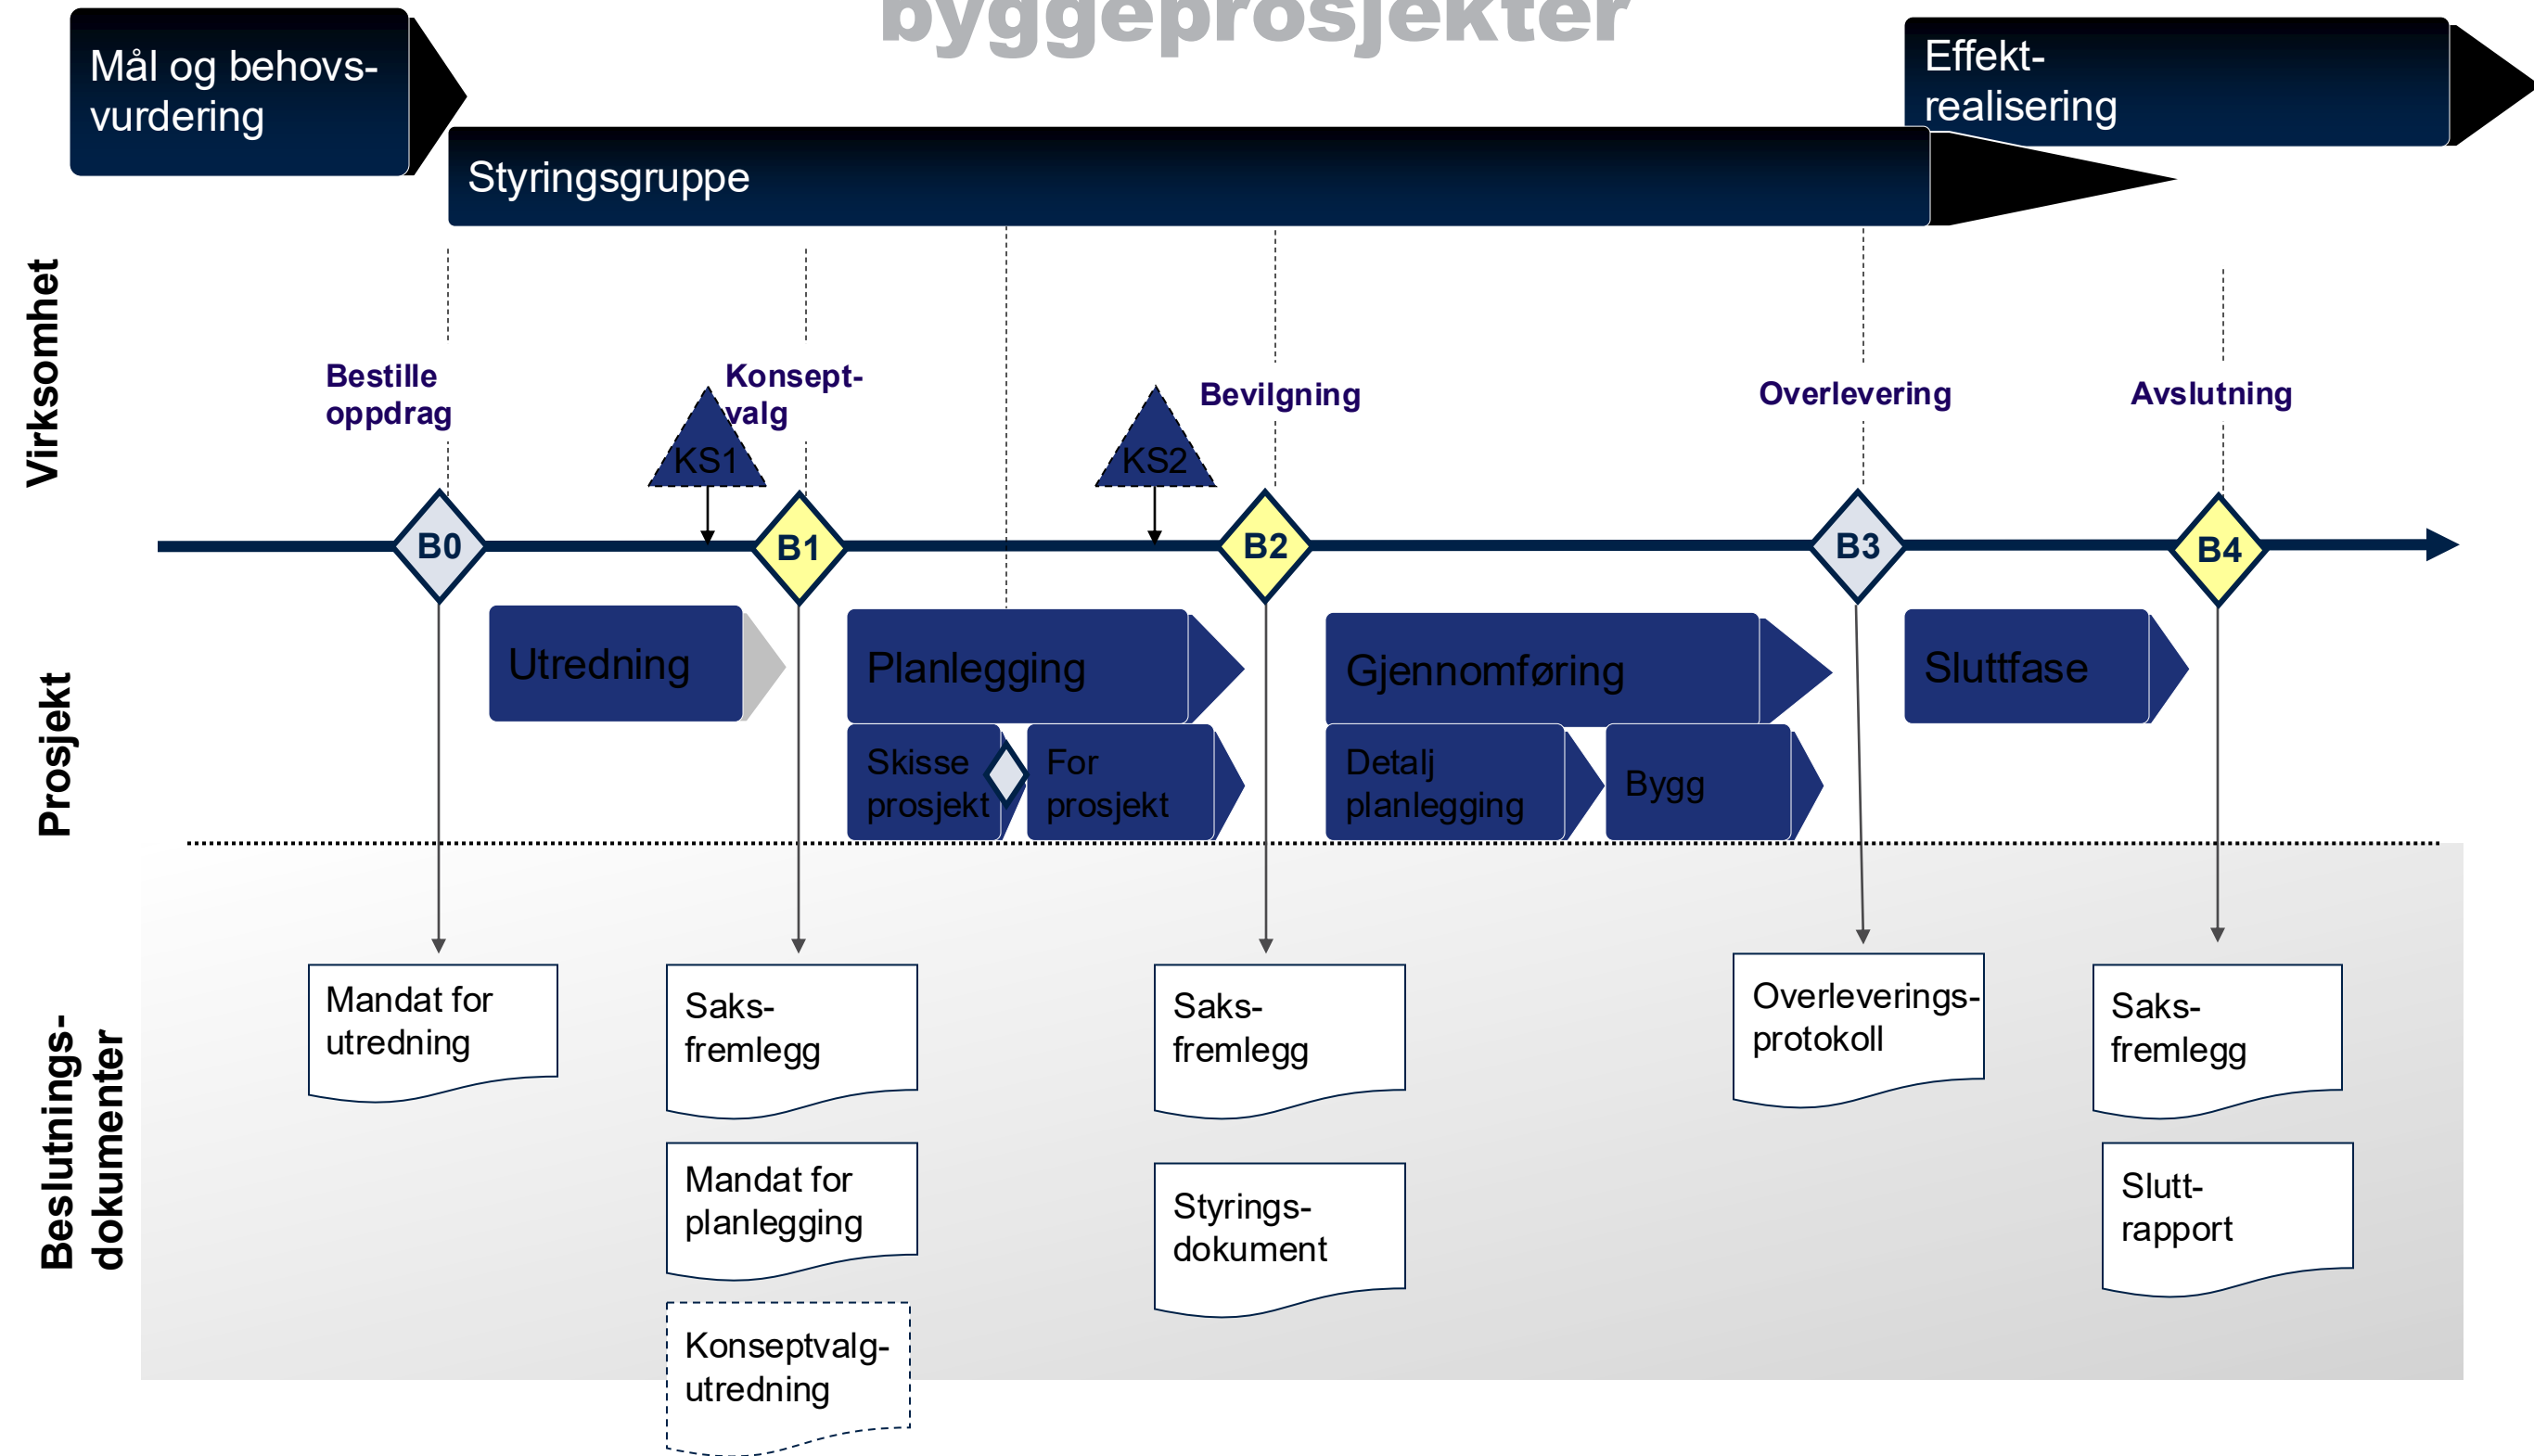 byggeprosjekter
Mål og behovs-
vurdering
Effekt-
realisering
Styringsgruppe
Virksomhet
Bestille
oppdrag
Konsept-
valg
Bevilgning
Overlevering
Avslutning
KS1
KS2
B0
B1
B2
B3
B4
Prosjekt
Utredning
Planlegging
Gjennomføring
Sluttfase
Skisse
prosjekt
For
prosjekt
Detalj
planlegging
Bygg
Beslutnings-
dokumenter
Mandat for
utredning
Saks-
fremlegg
Mandat for
planlegging
Konseptvalg-
utredning
Saks-
fremlegg
Styrings-
dokument
Overleverings-
protokoll
Saks-
fremlegg
Slutt-
rapport